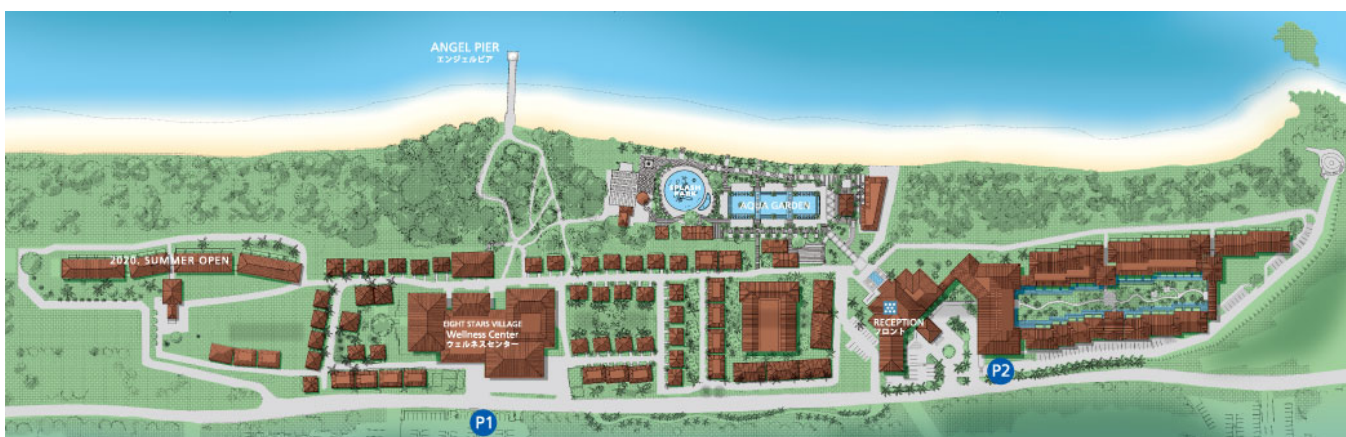 ANGEL PIER
エンジェルピア
SPLASH
PARK
AQUA GARDEN
2020, SUMMER OPEN
EIGHT STARS VILLAGE
Wellness Center
ウェルネスセンター
RECEPTION
フロント
P1
P2